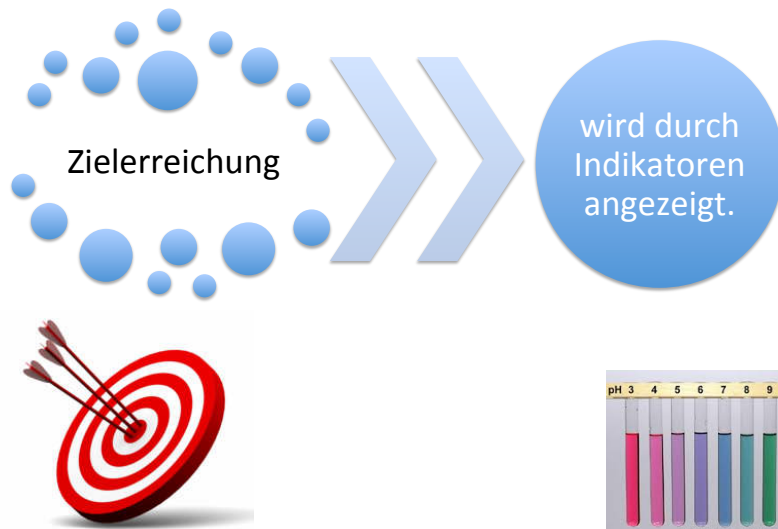 Zielerreichung
wird durch
Indikatoren
angezeigt.
pH 3 4 5 6 7 8 9